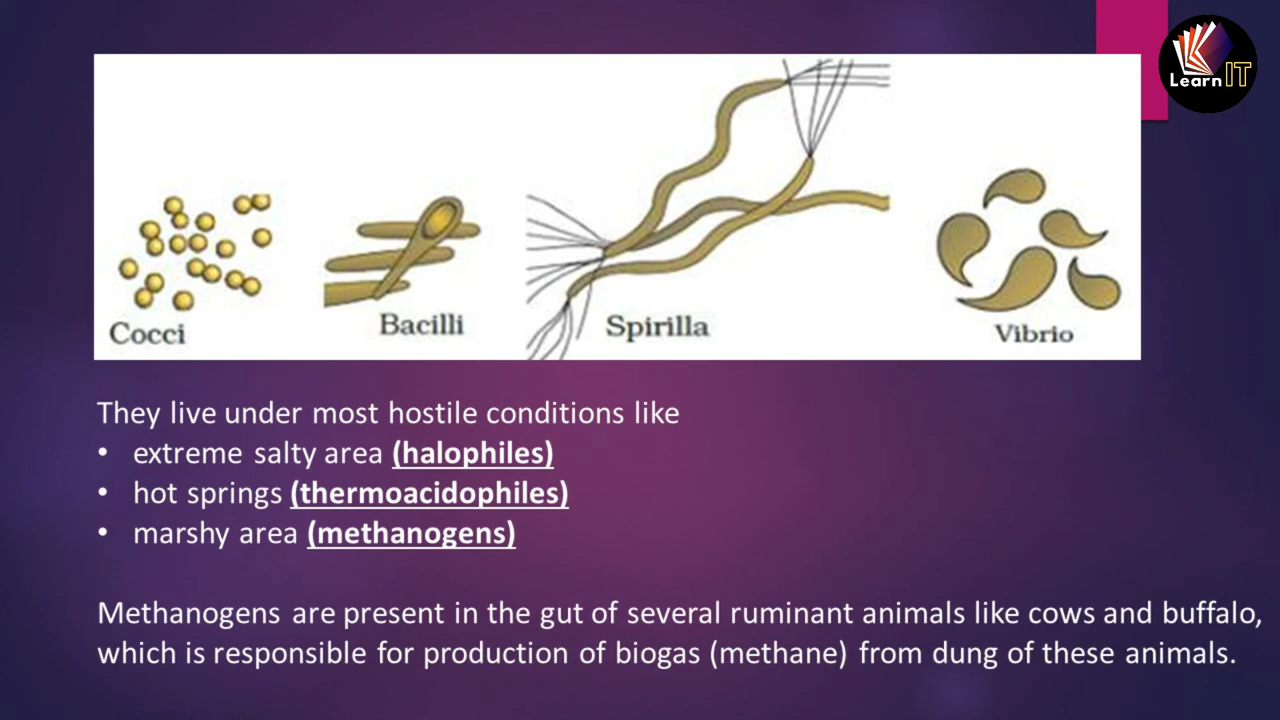 LearnIT
Cocci
Bacilli
Spirilla
Vibrio
They live under most hostile conditions like
• extreme salty area (halophiles)
• hot springs (thermoacidophiles)
• marshy area (methanogens)
Methanogens are present in the gut of several ruminant animals like cows and buffalo,
which is responsible for production of biogas (methane) from dung of these animals.